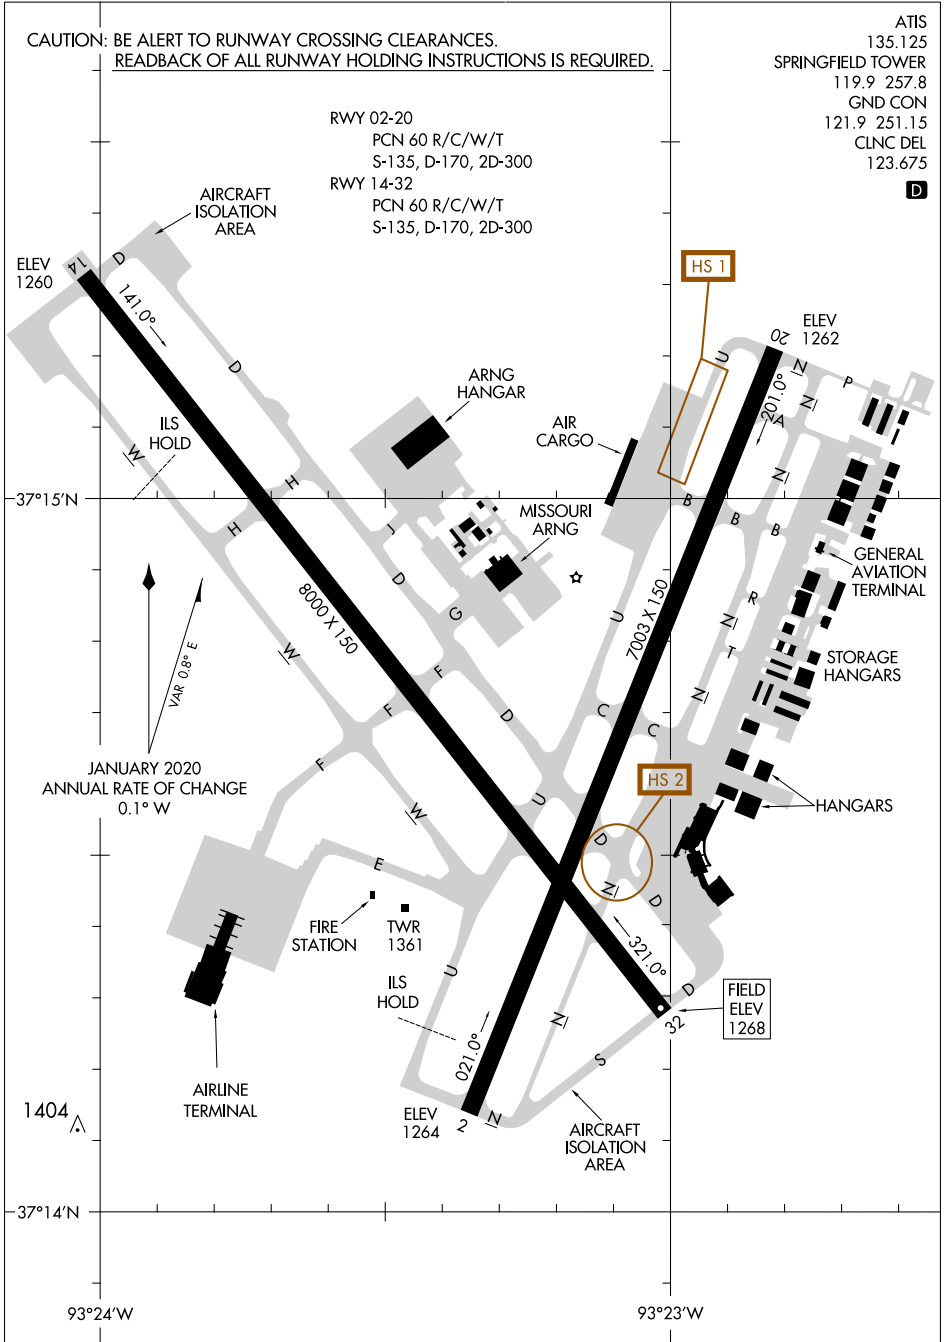 CAUTION: BE ALERT TO RUNWAY CROSSING CLEARANCES.
READBACK OF ALL RUNWAY HOLDING INSTRUCTIONS IS REQUIRED.
ATIS
135.125
SPRINGFIELD TOWER
119.9 257.8
GND CON
121.9 251.15
CLNC DEL
123.675
D
RWY 02-20
PCN 60 R/C/W/T
S-135, D-170, 2D-300
RWY 14-32
PCN 60 R/C/W/T
S-135, D-170, 2D-300
AIRCRAFT
ISOLATION
AREA
ELEV
1260
14
D
141.0°
D
HS 1
ELEV
1262
20
U
N
P
N
201.0°
A
ARNG
HANGAR
AIR
CARGO
ILS
HOLD
W
H
H
J
N
37°15'N
B
B
B
MISSOURI
ARNG
GENERAL
AVIATION
TERMINAL
D
G
8000 X 150
7003 X 150
U
R
N
T
N
STORAGE
HANGARS
W
VAR 0.8° E
F
F
F
D
C
C
JANUARY 2020
ANNUAL RATE OF CHANGE
0.1° W
HS 2
HANGARS
W
U
D
E
N
D
FIRE
STATION
TWR
1361
321.0°
U
ILS
HOLD
D
FIELD
ELEV
1268
32
N
S
021.0°
AIRLINE
TERMINAL
1404
ELEV
1264
2
N
AIRCRAFT
ISOLATION
AREA
37°14'N
93°24'W
93°23'W